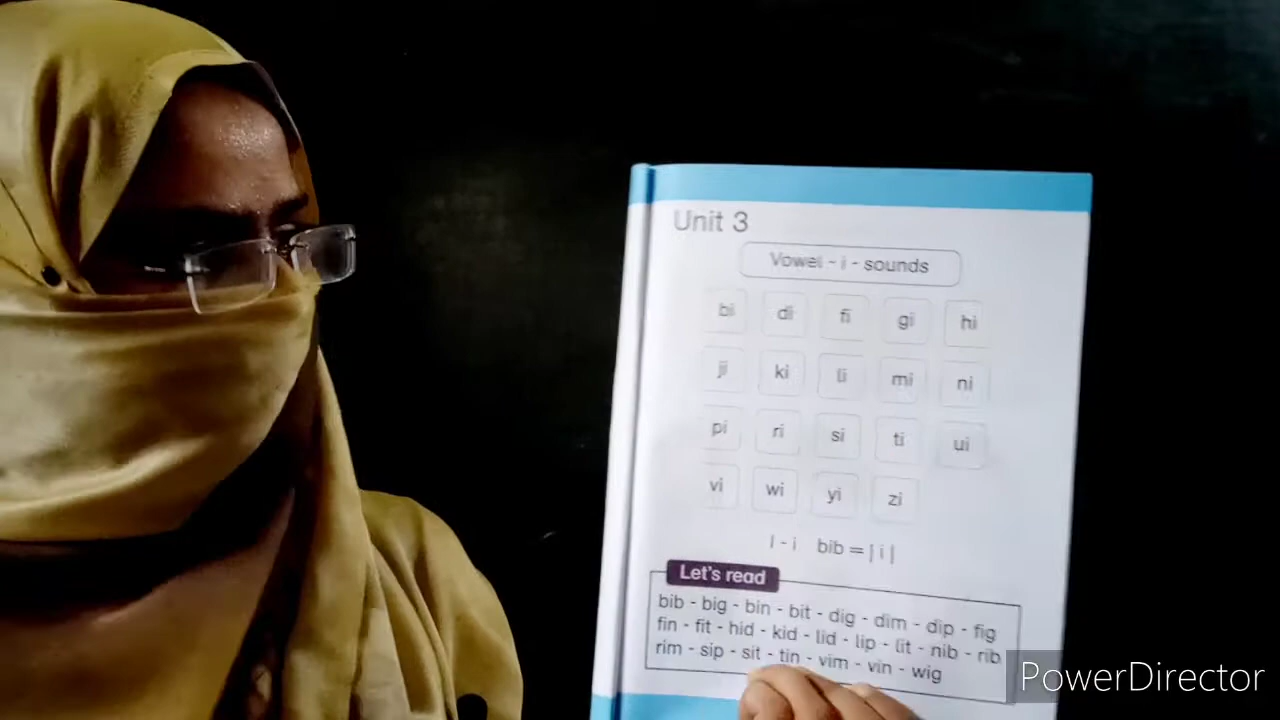 Unit 3
Vowel - i - sounds
bi di fi gi hi
ji ki li mi ni
pi ri si ti ui
vi wi yi zi
I - i bib = | i |
Let's read
bib - big - bin - bit - dig - dim - dip - fig
fin - fit - hid - kid - lid - lip - lit - nib - rib
rim - sip - sit - tin - vim - vin - wig
PowerDirector